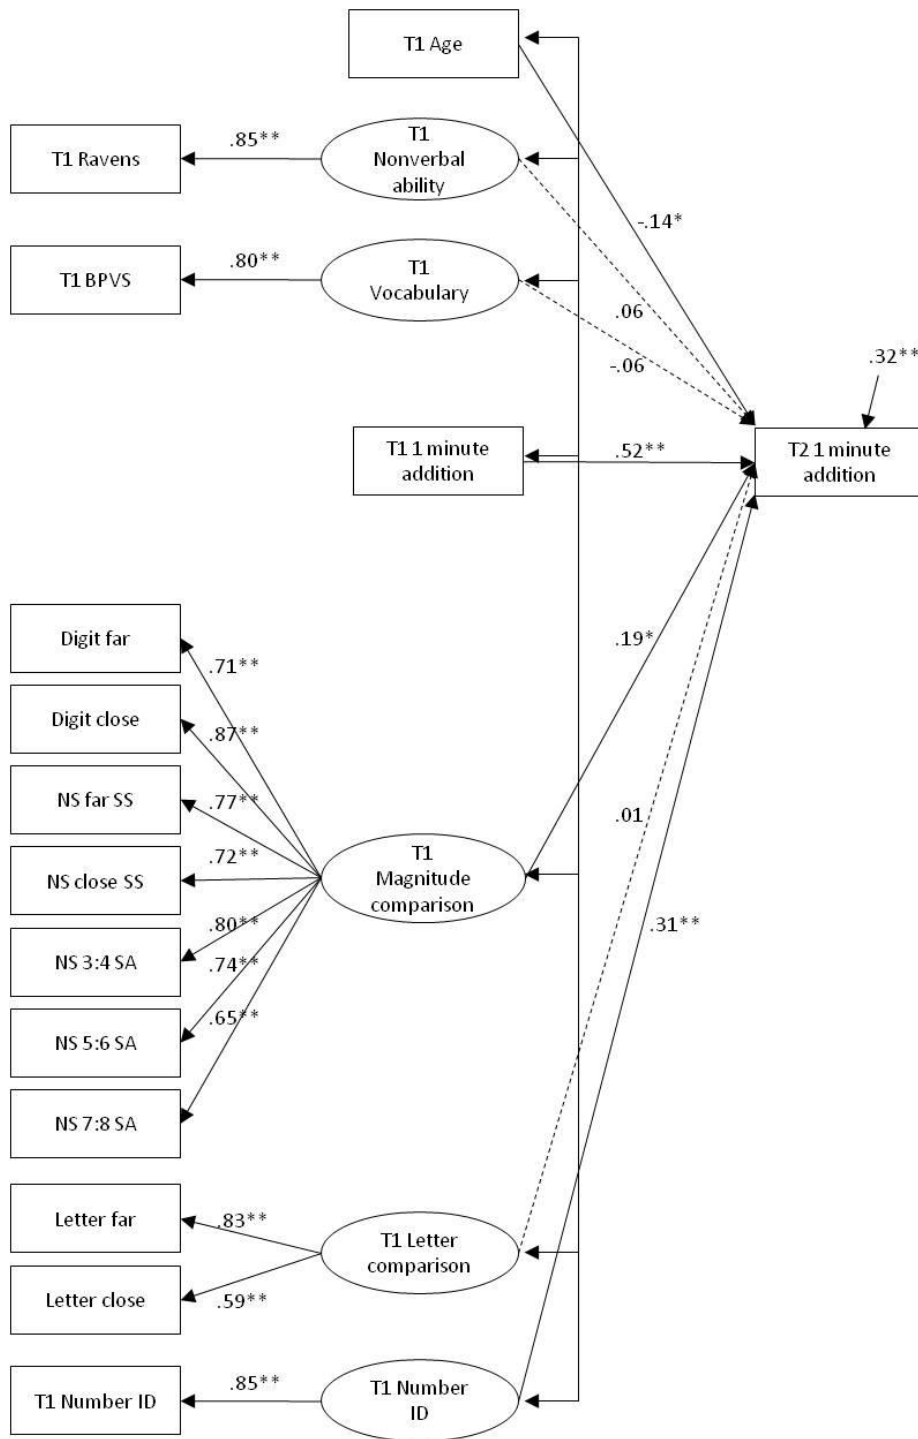 T1 Age
T1 Ravens
.85**
T1
Nonverbal
ability
-.14*
T1 BPVS
.80**
T1
Vocabulary
.06
-.06
.32**
T1 1 minute
addition
.52**
T2 1 minute
addition
Digit far
.71**
.19*
Digit close
.87**
NS far SS
.77**
.01
NS close SS
.72**
T1
Magnitude
comparison
.31**
NS 3:4 SA
.80**
.74**
NS 5:6 SA
.65**
NS 7:8 SA
Letter far
.83**
T1 Letter
comparison
Letter close
.59**
T1 Number ID
.85**
T1 Number
ID